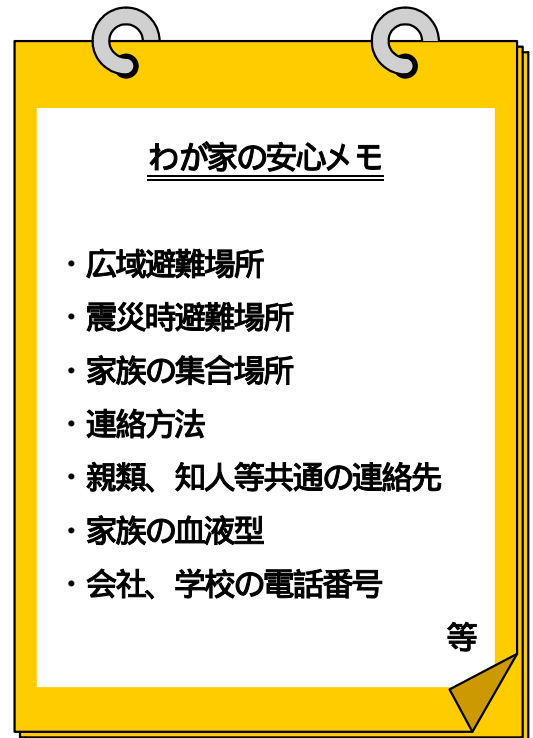 わが家の安心メモ
・広域避難場所
・震災時避難場所
・家族の集合場所
・連絡方法
・親類、知人等共通の連絡先
・家族の血液型
・会社、学校の電話番号
等